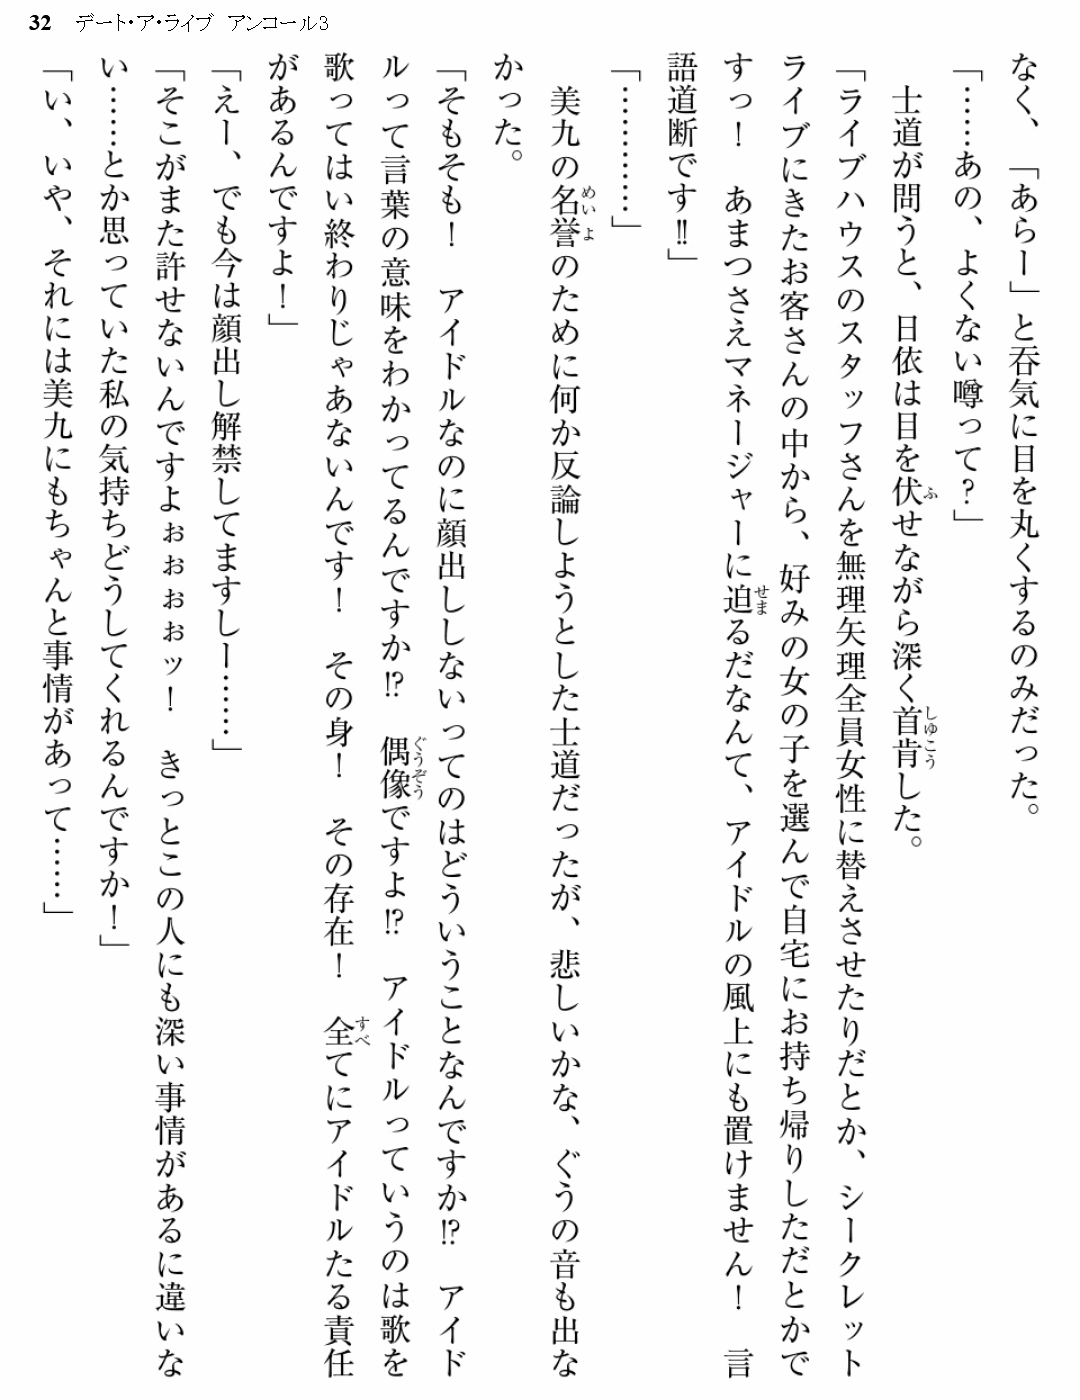 32 デート・ア・ライブ アンコール3
なく、「あらー」と呑気に目を丸くするのみだった。
「……あの、よくない噂って？」
　士道が問うと、日依は目を伏せながら深く首肯した。
「ライブハウスのスタッフさんを無理矢理全員女性に替えさせたりだとか、シークレット
ライブにきたお客さんの中から、好みの女の子を選んで自宅にお持ち帰りしただとかで
すっ！　あまつさえマネージャーに迫るだなんて、アイドルの風上にも置けません！　言
語道断です‼」
「…………」
　美九の名誉のために何か反論しようとした士道だったが、悲しいかな、ぐうの音も出な
かった。
「そもそも！　アイドルなのに顔出ししないってのはどういうことなんですか⁉　アイド
ルって言葉の意味をわかってるんですか⁉　偶像ですよ⁉　アイドルっていうのは歌を
歌ってはい終わりじゃあないんです！　その身！　その存在！　全てにアイドルたる責任
があるんですよ！」
「えー、でも今は顔出し解禁してますしー……」
「そこがまた許せないんですよぉぉぉぉッ！　きっとこの人にも深い事情があるに違いな
い……とか思っていた私の気持ちどうしてくれるんですか！」
「い、いや、それには美九にもちゃんと事情があって……」